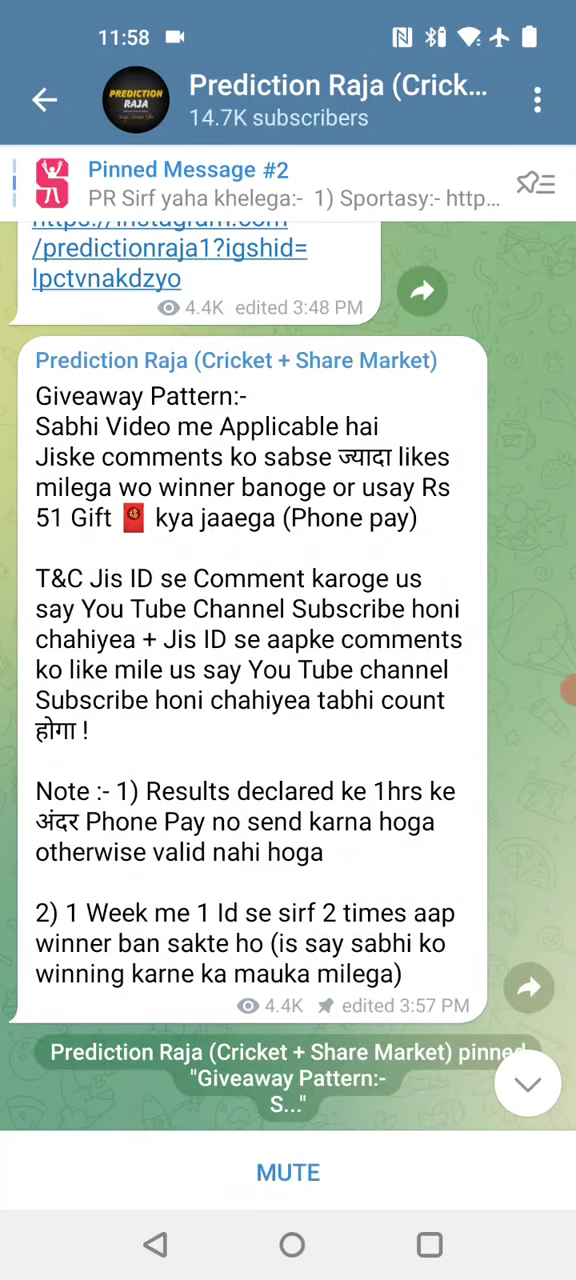 11:58
Prediction Raja (Crick...
14.7K subscribers
PREDICTION
RAJA
Pinned Message #2
PR Sirf yaha khelega:- 1) Sportasy:- http...
https://instagram.com
/predictionraja1?igshid=
lpctvnakdzyo
4.4K edited 3:48 PM
Prediction Raja (Cricket + Share Market)
Giveaway Pattern:-
Sabhi Video me Applicable hai
Jiske comments ko sabse ज्यादा likes
milega wo winner banoge or usay Rs
51 Gift 🧧 kya jaaega (Phone pay)
T&C Jis ID se Comment karoge us
say You Tube Channel Subscribe honi
chahiyea + Jis ID se aapke comments
ko like mile us say You Tube channel
Subscribe honi chahiyea tabhi count
होगा !
Note :- 1) Results declared ke 1hrs ke
अंदर Phone Pay no send karna hoga
otherwise valid nahi hoga
2) 1 Week me 1 Id se sirf 2 times aap
winner ban sakte ho (is say sabhi ko
winning karne ka mauka milega)
4.4K edited 3:57 PM
Prediction Raja (Cricket + Share Market) pinned
"Giveaway Pattern:-
S..."
MUTE